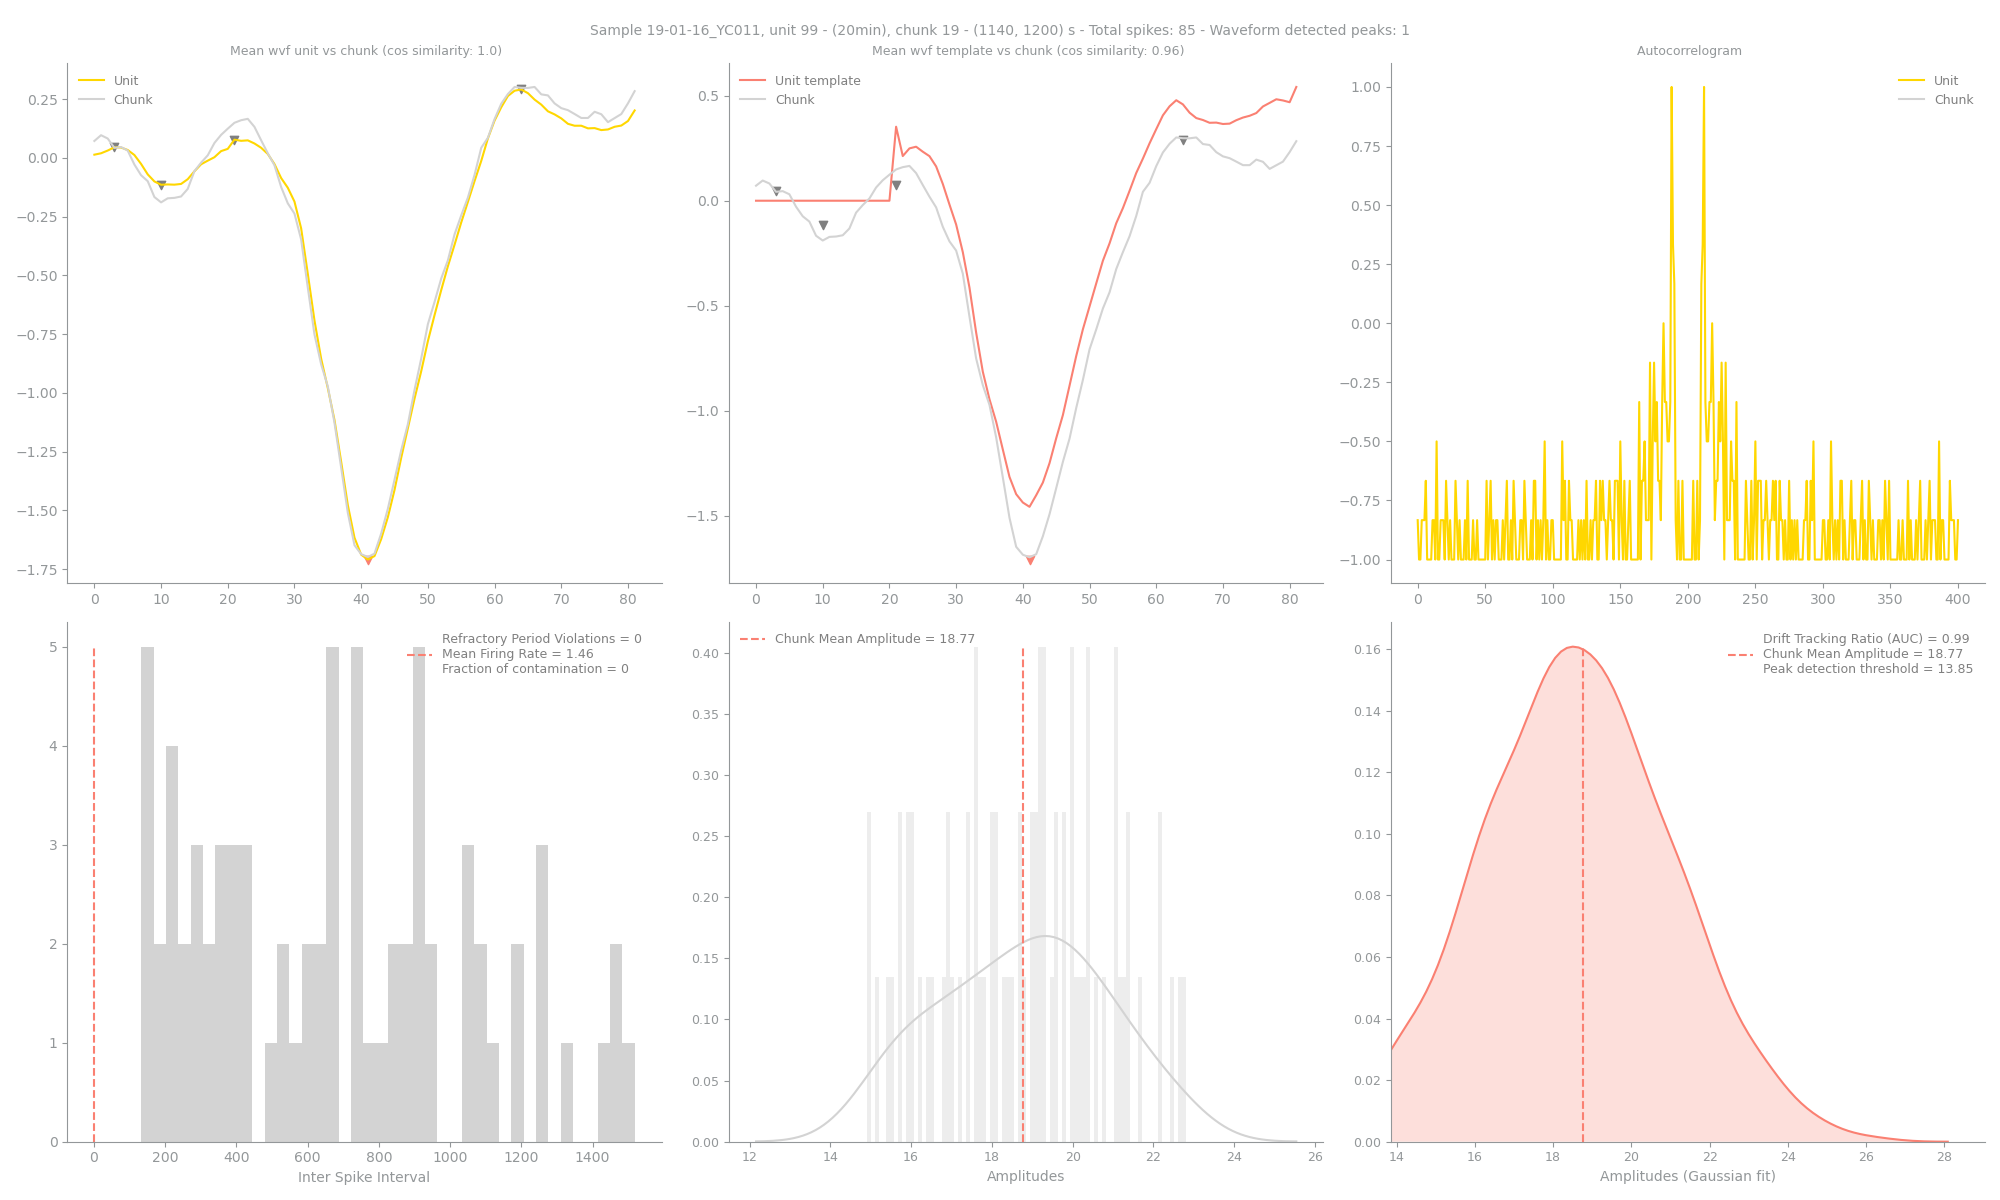 Sample 19-01-16_YC011, unit 99 - (20min), chunk 19 - (1140, 1200) s - Total spikes: 85 - Waveform detected peaks: 1
Mean wvf unit vs chunk (cos similarity: 1.0)
Unit
Chunk
0.25
0.00
−0.25
−0.50
−0.75
−1.00
−1.25
−1.50
−1.75
0 10 20 30 40 50 60 70 80
Mean wvf template vs chunk (cos similarity: 0.96)
Unit template
Chunk
0.5
0.0
−0.5
−1.0
−1.5
0 10 20 30 40 50 60 70 80
Autocorrelogram
Unit
Chunk
1.00
0.75
0.50
0.25
0.00
−0.25
−0.50
−0.75
−1.00
0 50 100 150 200 250 300 350 400
Refractory Period Violations = 0
Mean Firing Rate = 1.46
Fraction of contamination = 0
5
4
3
2
1
0
0 200 400 600 800 1000 1200 1400
Inter Spike Interval
Chunk Mean Amplitude = 18.77
0.40
0.35
0.30
0.25
0.20
0.15
0.10
0.05
0.00
12 14 16 18 20 22 24 26
Amplitudes
Drift Tracking Ratio (AUC) = 0.99
Chunk Mean Amplitude = 18.77
Peak detection threshold = 13.85
0.16
0.14
0.12
0.10
0.08
0.06
0.04
0.02
0.00
14 16 18 20 22 24 26 28
Amplitudes (Gaussian fit)